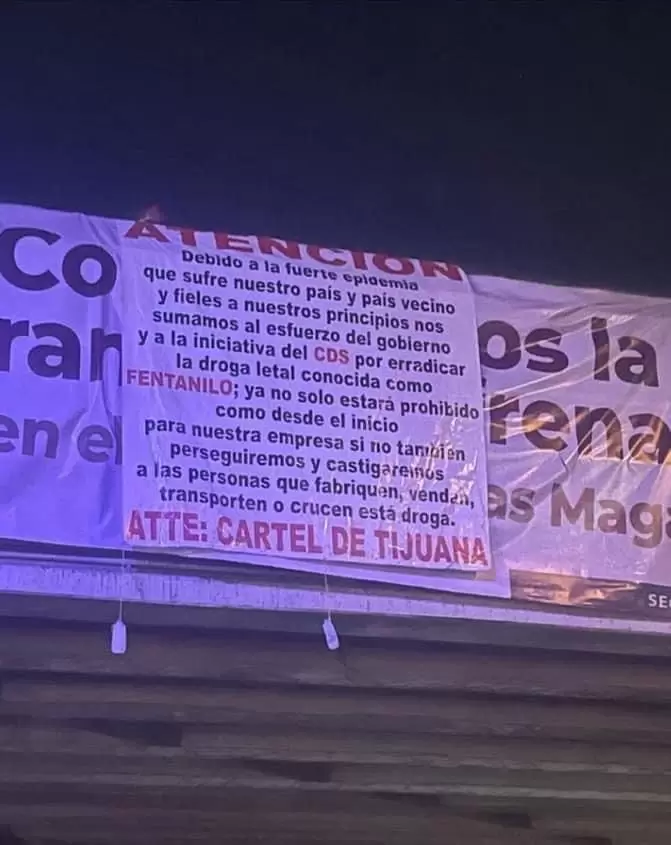 ATENCION
Debido a la fuerte epidemia
que sufre nuestro país y país vecino
y fieles a nuestros principios nos
sumamos al esfuerzo del gobierno
y a la iniciativa del CDS por erradicar
la droga letal conocida como
FENTANILO; ya no solo estará prohibido
como desde el inicio
para nuestra empresa si no también
perseguiremos y castigaremos
a las personas que fabriquen, vendan,
transporten o crucen está droga.
ATTE: CARTEL DE TIJUANA
Co
os la
ran
rena
en el
as Mag
SE